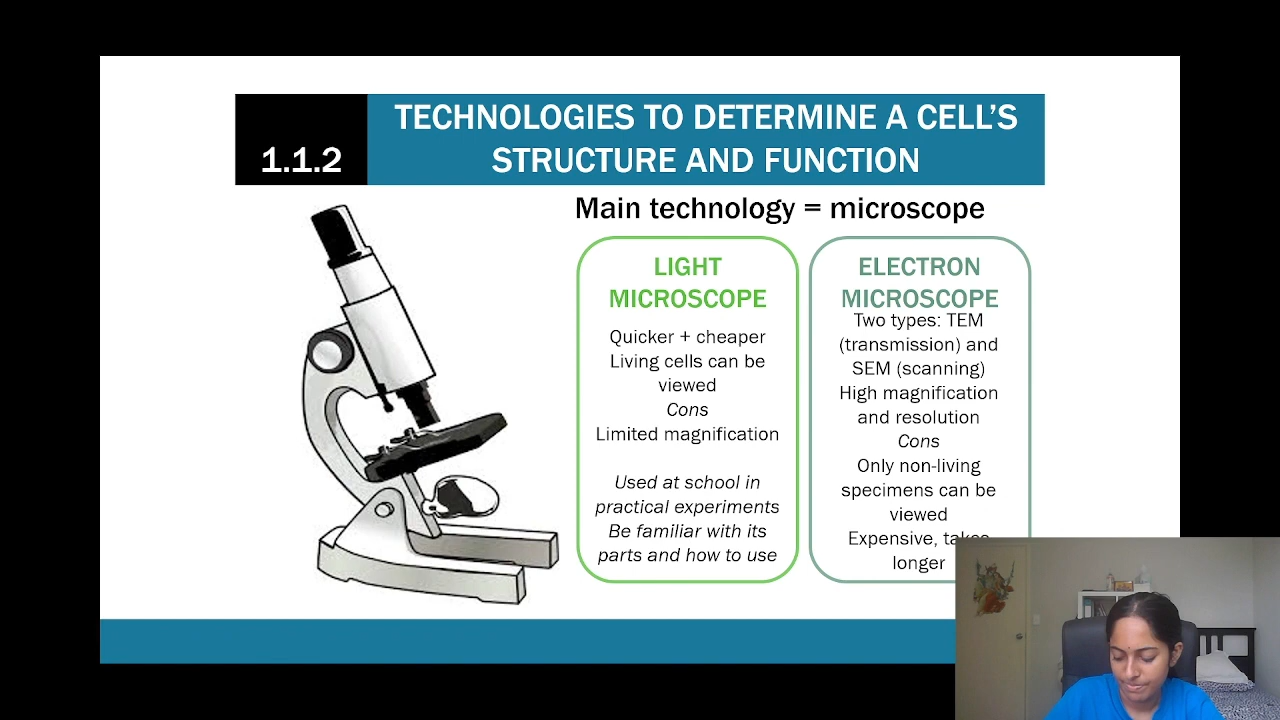 1.1.2
TECHNOLOGIES TO DETERMINE A CELL'S
STRUCTURE AND FUNCTION
Main technology = microscope
LIGHT
MICROSCOPE
Quicker + cheaper
Living cells can be
viewed
Cons
Limited magnification
Used at school in
practical experiments
Be familiar with its
parts and how to use
ELECTRON
MICROSCOPE
Two types: TEM
(transmission) and
SEM (scanning)
High magnification
and resolution
Cons
Only non-living
specimens can be
viewed
Expensive, takes
longer